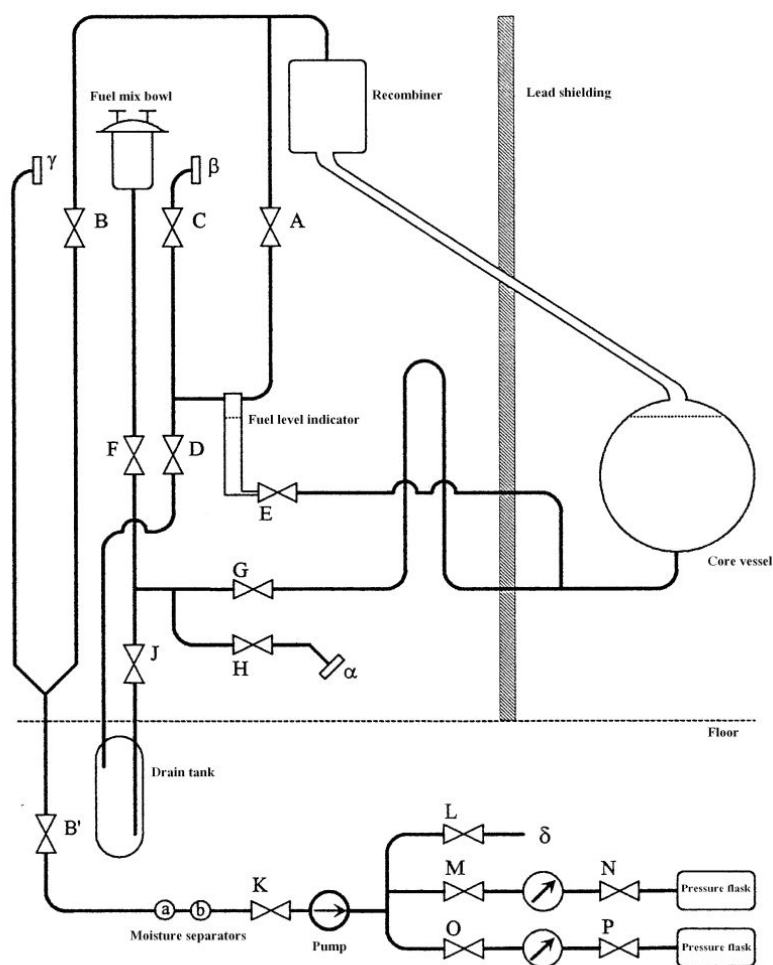 Fuel mix bowl
Recombiner
Lead shielding
γ
β
B
C
A
Fuel level indicator
F
D
E
Core vessel
G
J
H
α
Floor
Drain tank
B'
L
δ
K
M
N
Pressure flask
a
b
Moisture separators
Pump
O
P
Pressure flask